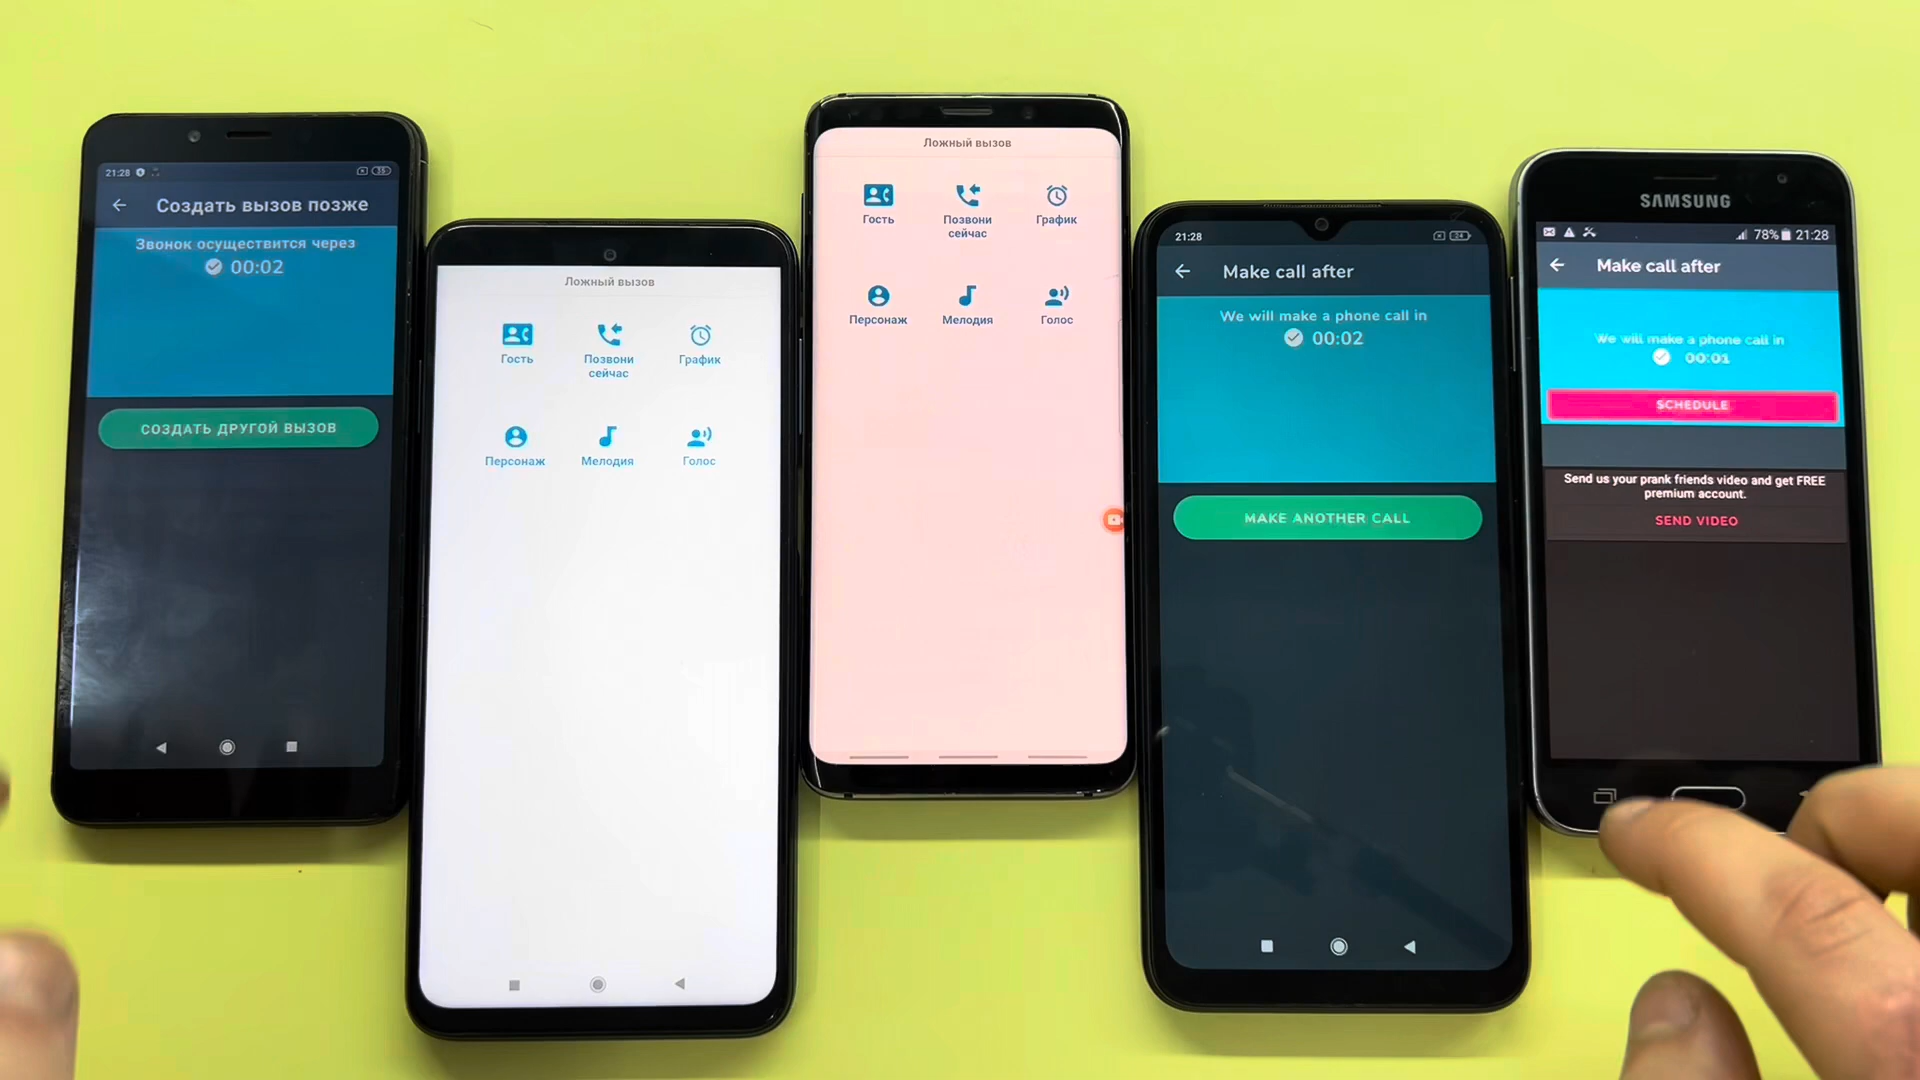 21:28
35
Создать вызов позже
Звонок осуществится через
00:02
СОЗДАТЬ ДРУГОЙ ВЫЗОВ
Ложный вызов
Гость
Позвони
сейчас
График
Персонаж
Мелодия
Голос
Ложный вызов
Гость
Позвони
сейчас
График
Персонаж
Мелодия
Голос
21:28
24
Make call after
We will make a phone call in
00:02
MAKE ANOTHER CALL
SAMSUNG
78% 21:28
Make call after
We will make a phone call in
00:01
SCHEDULE
Send us your prank friends video and get FREE
premium account.
SEND VIDEO